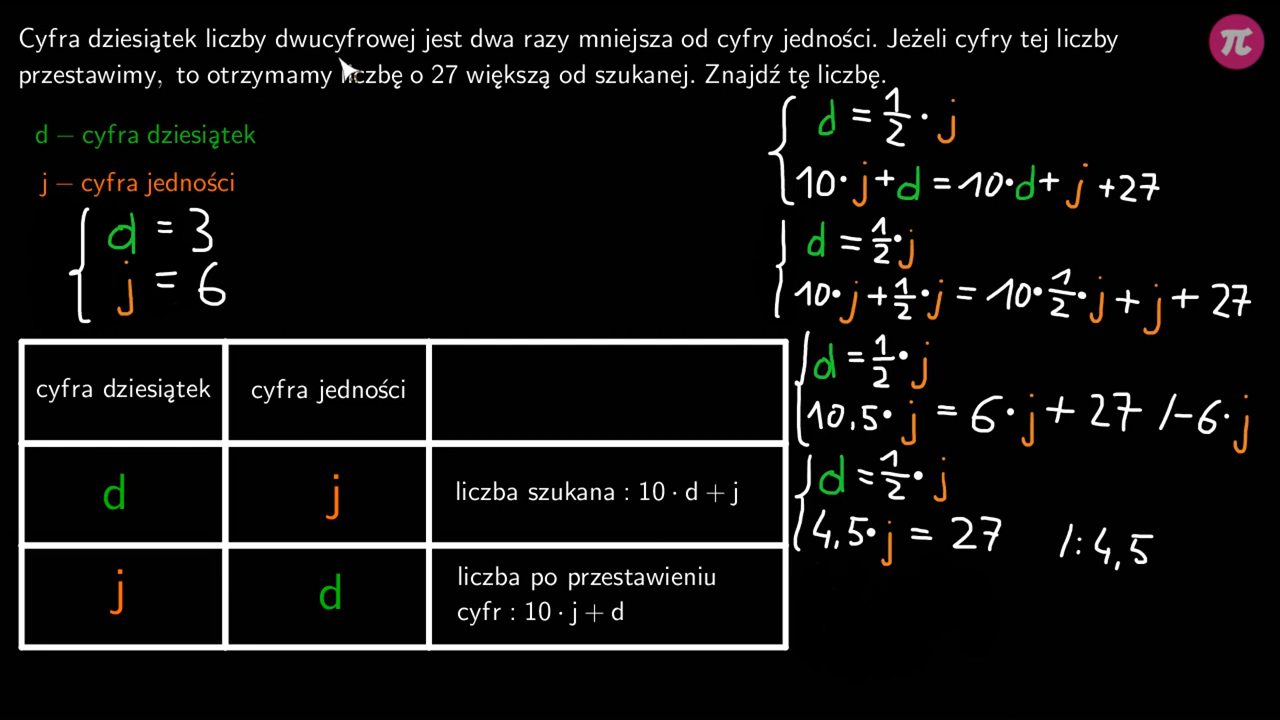 Cyfra dziesiątek liczby dwucyfrowej jest dwa razy mniejsza od cyfry jedności. Jeżeli cyfry tej liczby
przestawimy, to otrzymamy liczbę o 27 większą od szukanej. Znajdź tę liczbę.
π
d – cyfra dziesiątek
j – cyfra jedności
d = 3
j = 6
cyfra dziesiątek
cyfra jedności
d
j
liczba szukana : 10 · d + j
j
d
liczba po przestawieniu
cyfr : 10 · j + d
d = 1/2 · j
10 · j + d = 10 · d + j + 27
d = 1/2 · j
10 · j + 1/2 · j = 10 · 1/2 · j + j + 27
d = 1/2 · j
10,5 · j = 6 · j + 27 /-6 · j
d = 1/2 · j
4,5 · j = 27 /: 4,5